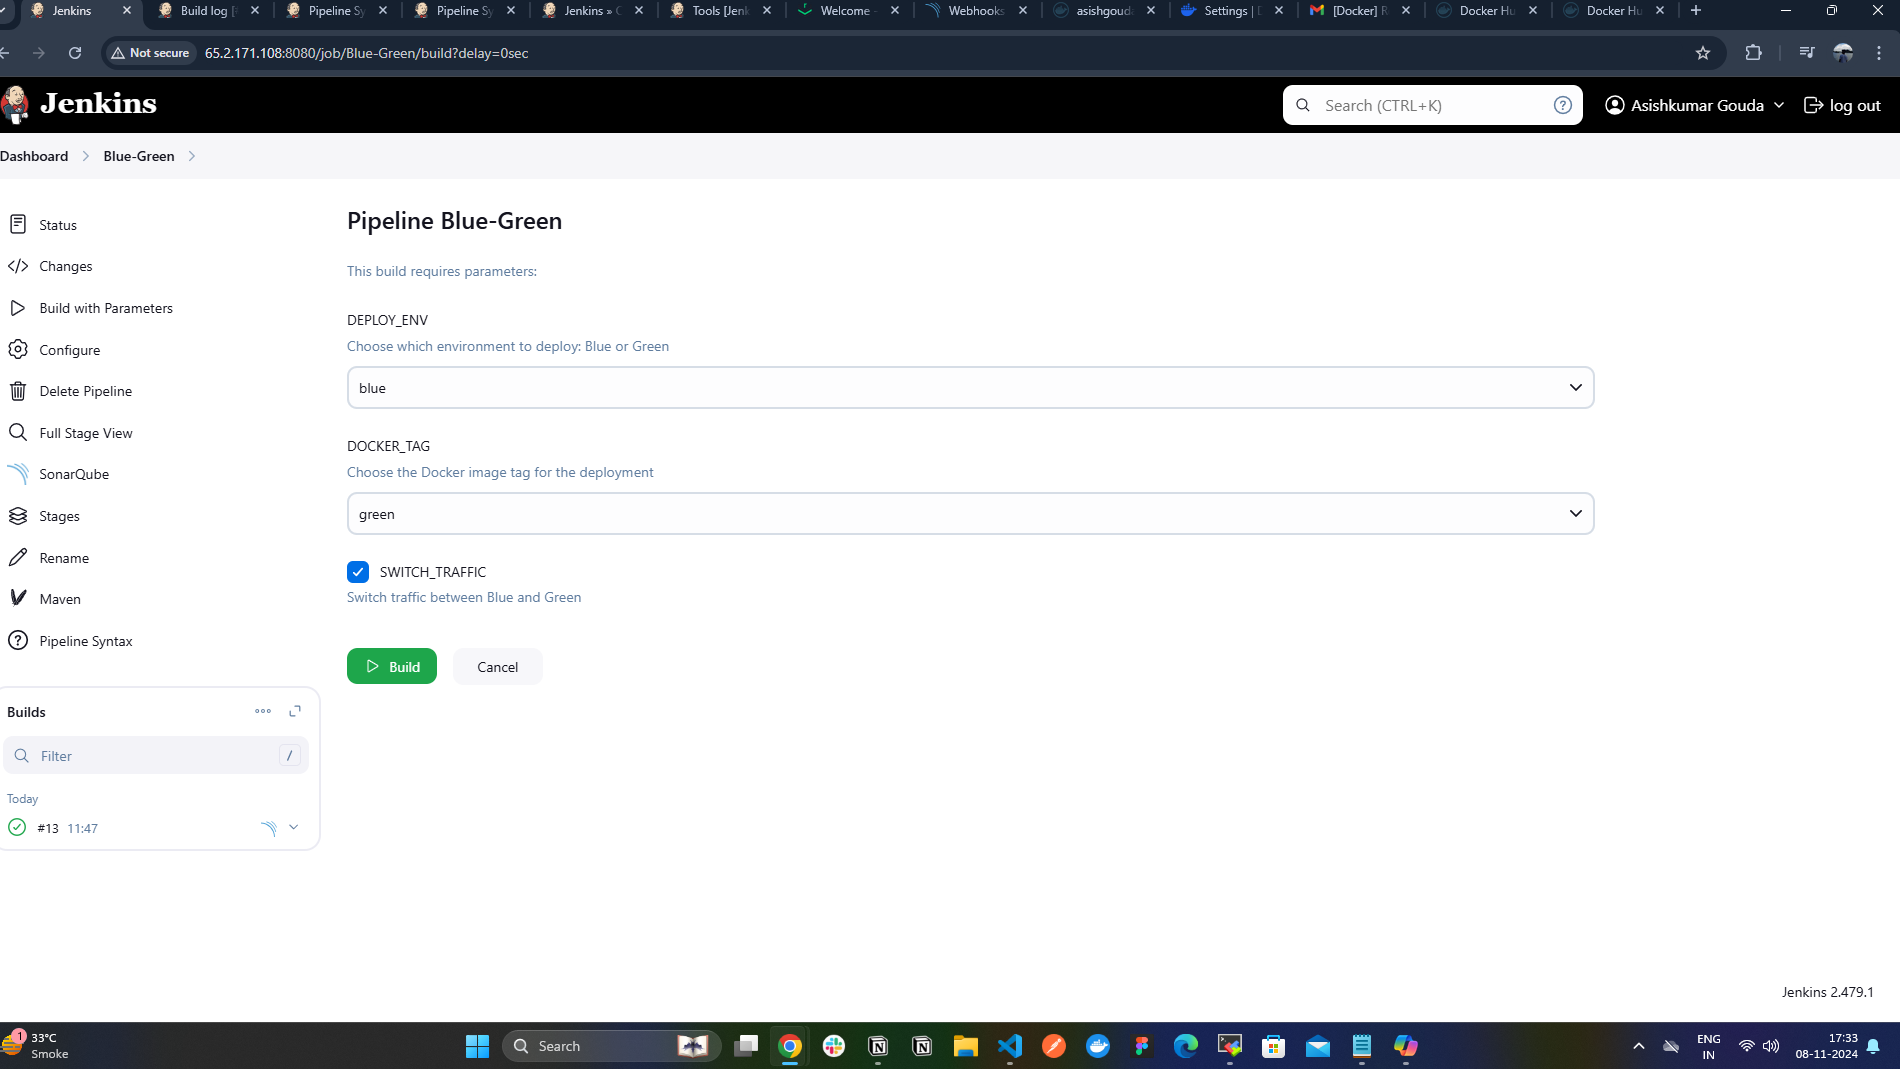 Jenkins
Build log [
Pipeline Sy
Pipeline Sy
Jenkins » C
Tools [Jenk
Welcome -
Webhooks
asishgoud
Settings | D
[Docker] R
Docker Hu
Docker Hu
Not secure
65.2.171.108:8080/job/Blue-Green/build?delay=0sec
Jenkins
Search (CTRL+K)
?
Asishkumar Gouda
log out
Dashboard
Blue-Green
Status
Changes
Build with Parameters
Configure
Delete Pipeline
Full Stage View
SonarQube
Stages
Rename
Maven
Pipeline Syntax
Builds
Filter
/
Today
#13 11:47
Pipeline Blue-Green
This build requires parameters:
DEPLOY_ENV
Choose which environment to deploy: Blue or Green
blue
DOCKER_TAG
Choose the Docker image tag for the deployment
green
SWITCH_TRAFFIC
Switch traffic between Blue and Green
Build
Cancel
Jenkins 2.479.1
1
33°C
Smoke
Search
ENG
IN
17:33
08-11-2024